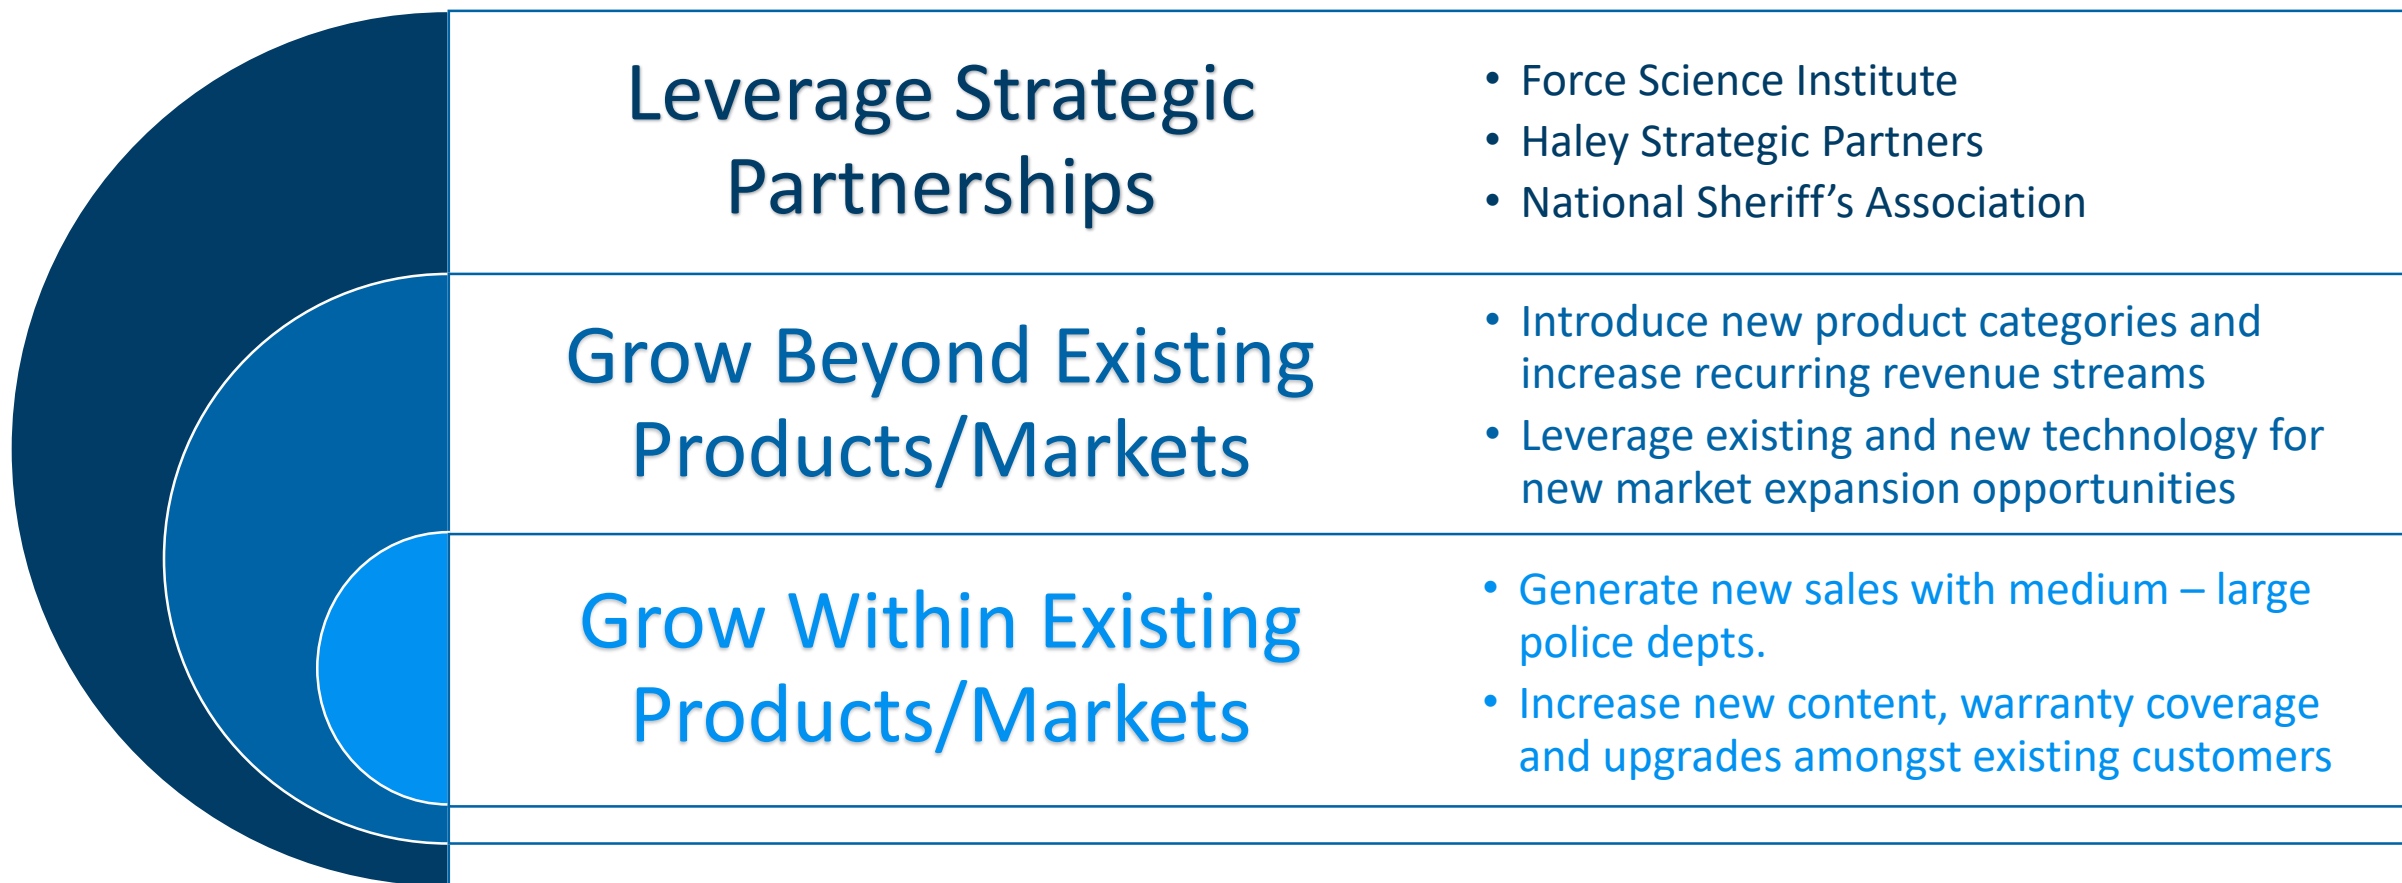 Leverage Strategic
Partnerships
• Force Science Institute
• Haley Strategic Partners
• National Sheriff’s Association
Grow Beyond Existing
Products/Markets
• Introduce new product categories and
increase recurring revenue streams
• Leverage existing and new technology for
new market expansion opportunities
Grow Within Existing
Products/Markets
• Generate new sales with medium – large
police depts.
• Increase new content, warranty coverage
and upgrades amongst existing customers